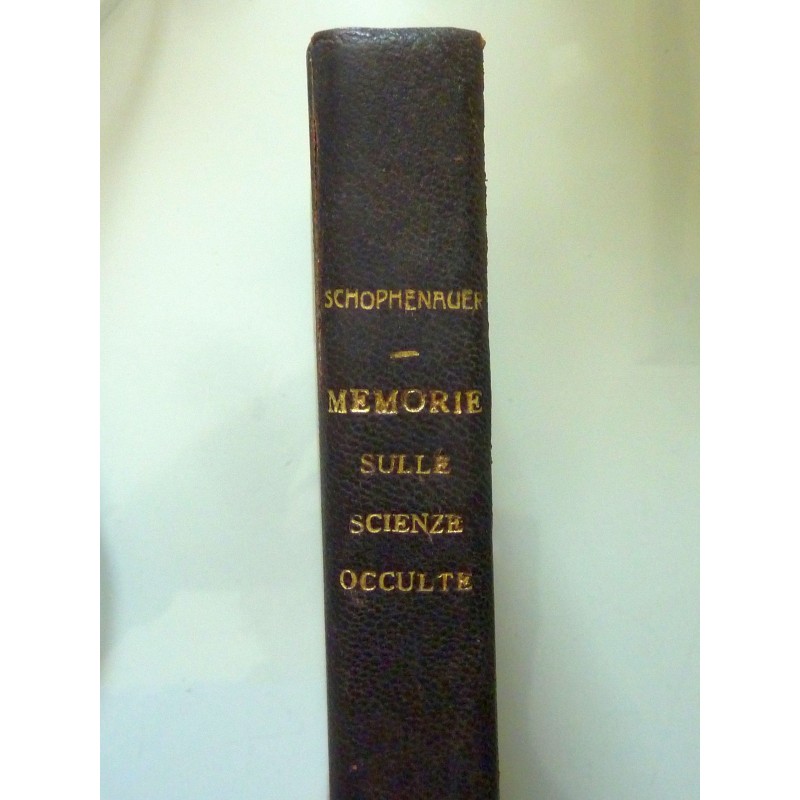 SCHOPHENAUER
—
MEMORIE
SULLE
SCIENZE
OCCULTE